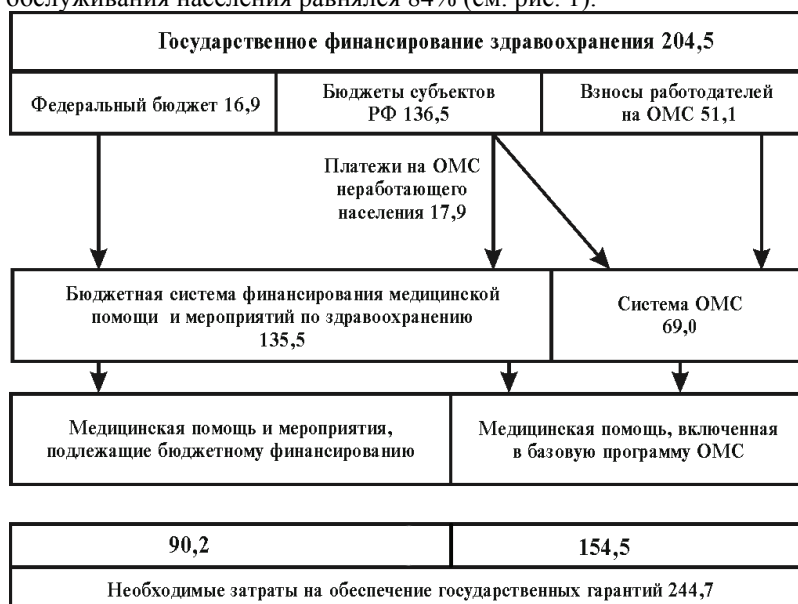 обслуживания населения равнялся 84% (см. рис. 1).
Государственное финансирование здравоохранения 204,5
Федеральный бюджет 16,9
Бюджеты субъектов
РФ 136,5
Взносы работодателей
на ОМС 51,1
Платежи на ОМС
неработающего
населения 17,9
Бюджетная система финансирования медицинской
помощи и мероприятий по здравоохранению
135,5
Система ОМС
69,0
Медицинская помощь и мероприятия,
подлежащие бюджетному финансированию
Медицинская помощь, включенная
в базовую программу ОМС
90,2
154,5
Необходимые затраты на обеспечение государственных гарантий 244,7